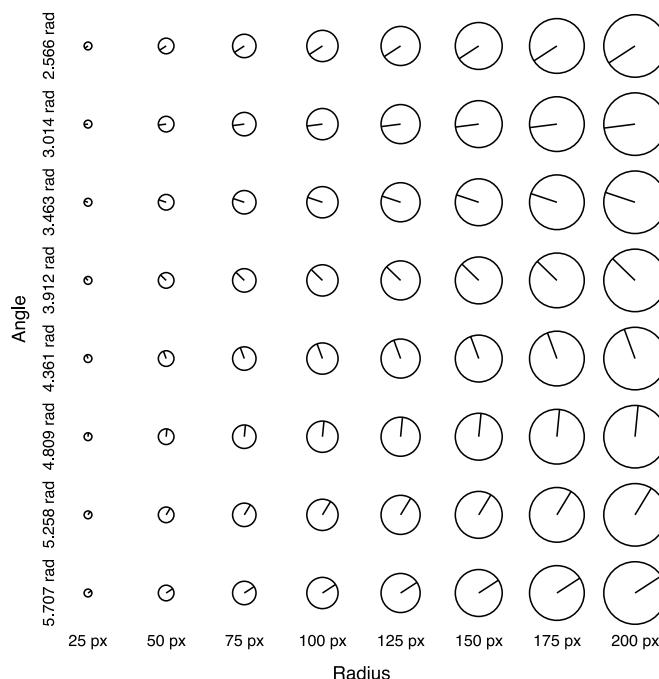 2.566 rad
3.014 rad
3.463 rad
3.912 rad
4.361 rad
4.809 rad
5.258 rad
5.707 rad
Angle
25 px 50 px 75 px 100 px 125 px 150 px 175 px 200 px
Radius